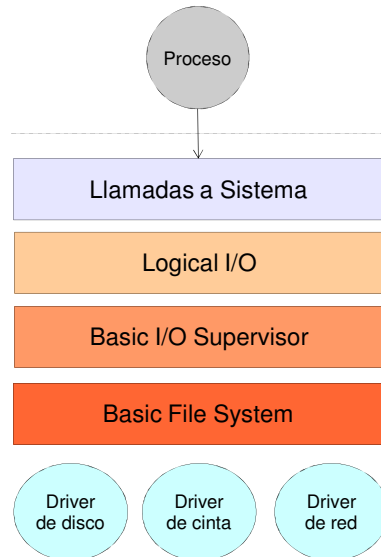 Proceso
Llamadas a Sistema
Logical I/O
Basic I/O Supervisor
Basic File System
Driver
de disco
Driver
de cinta
Driver
de red